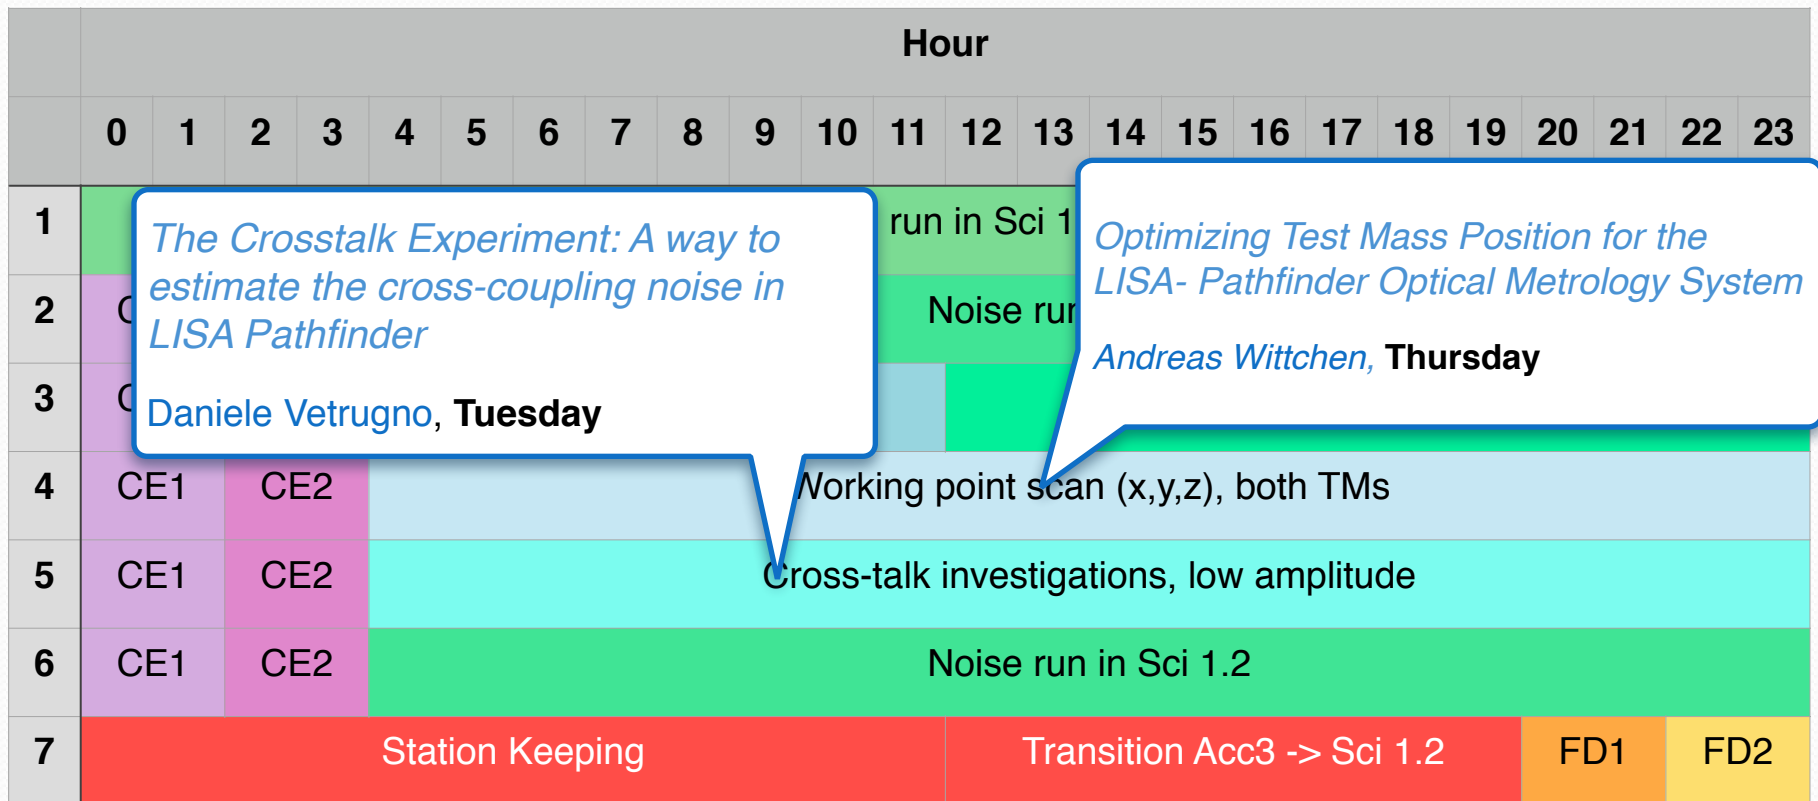 Hour
0 1 2 3 4 5 6 7 8 9 10 11 12 13 14 15 16 17 18 19 20 21 22 23
1 run in Sci 1
The Crosstalk Experiment: A way to
estimate the cross-coupling noise in
LISA Pathfinder
Daniele Vetrugno, Tuesday
Optimizing Test Mass Position for the
LISA- Pathfinder Optical Metrology System
Andreas Wittchen, Thursday
2 Noise run
3
4 CE1 CE2 Working point scan (x,y,z), both TMs
5 CE1 CE2 Cross-talk investigations, low amplitude
6 CE1 CE2 Noise run in Sci 1.2
7 Station Keeping Transition Acc3 -> Sci 1.2 FD1 FD2